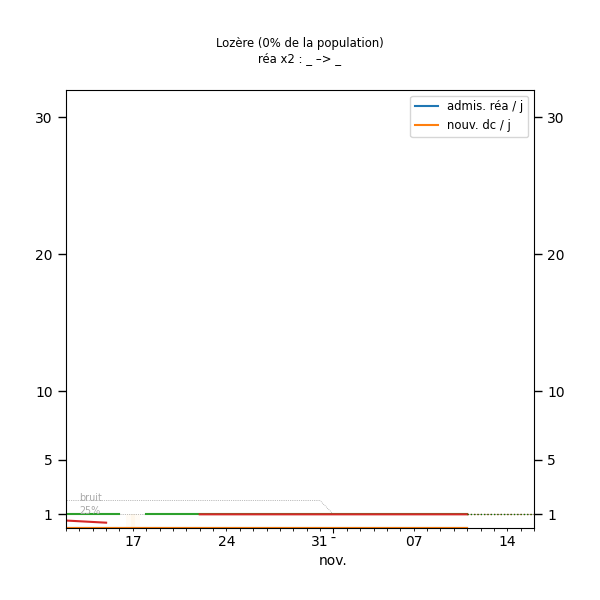 Lozère (0% de la population)
réa x2 : _ –> _
admis. réa / j
nouv. dc / j
30
30
20
20
10
10
5
5
bruit
25%
1
1
17
24
31
07
14
nov.